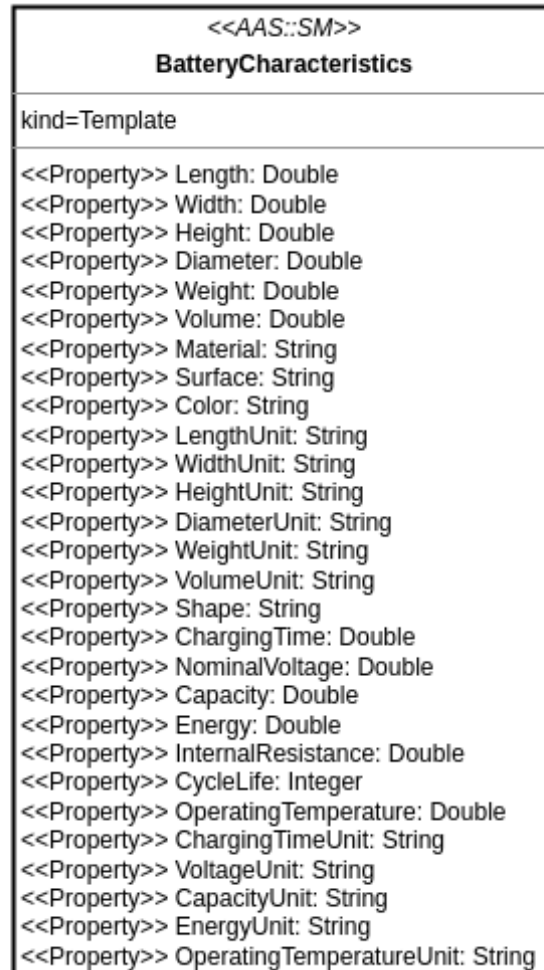 <<AAS::SM>>
BatteryCharacteristics
kind=Template
<<Property>> Length: Double
<<Property>> Width: Double
<<Property>> Height: Double
<<Property>> Diameter: Double
<<Property>> Weight: Double
<<Property>> Volume: Double
<<Property>> Material: String
<<Property>> Surface: String
<<Property>> Color: String
<<Property>> LengthUnit: String
<<Property>> WidthUnit: String
<<Property>> HeightUnit: String
<<Property>> DiameterUnit: String
<<Property>> WeightUnit: String
<<Property>> VolumeUnit: String
<<Property>> Shape: String
<<Property>> ChargingTime: Double
<<Property>> NominalVoltage: Double
<<Property>> Capacity: Double
<<Property>> Energy: Double
<<Property>> InternalResistance: Double
<<Property>> CycleLife: Integer
<<Property>> OperatingTemperature: Double
<<Property>> ChargingTimeUnit: String
<<Property>> VoltageUnit: String
<<Property>> CapacityUnit: String
<<Property>> EnergyUnit: String
<<Property>> OperatingTemperatureUnit: String